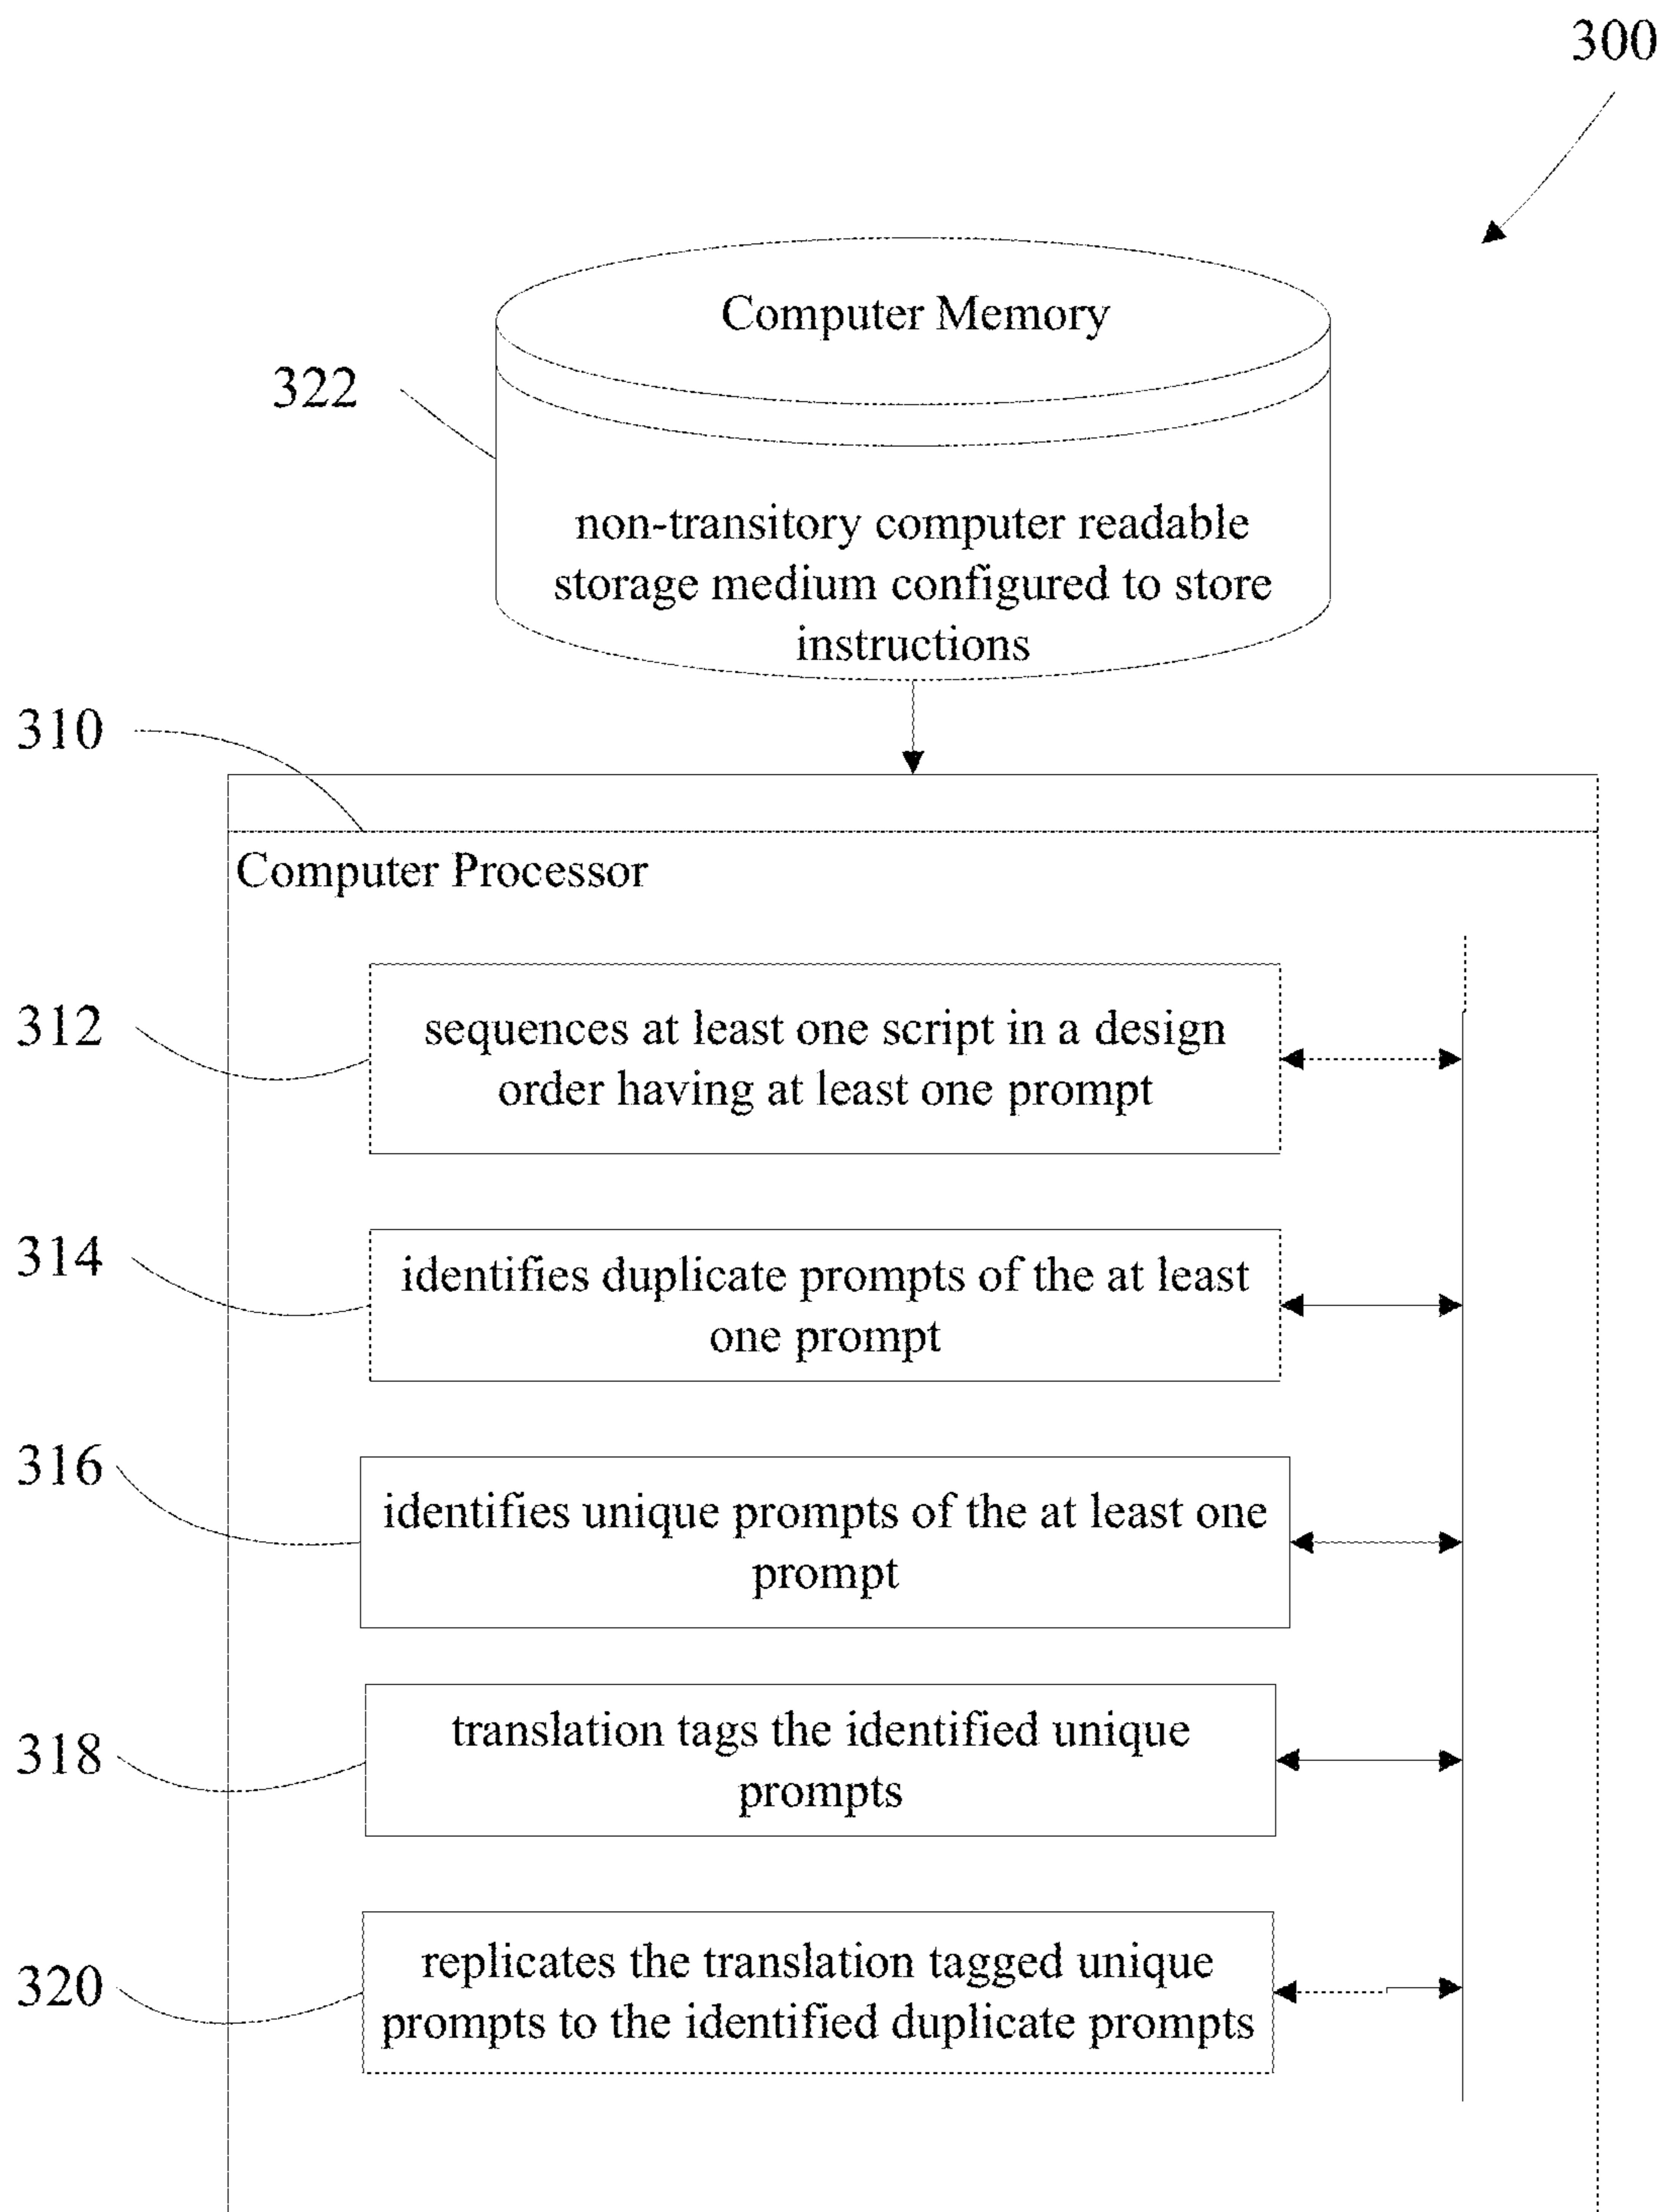 300
Computer Memory
322
non-transitory computer readable
storage medium configured to store
instructions
310
Computer Processor
312
sequences at least one script in a design
order having at least one prompt
314
identifies duplicate prompts of the at least
one prompt
316
identifies unique prompts of the at least one
prompt
318
translation tags the identified unique
prompts
320
replicates the translation tagged unique
prompts to the identified duplicate prompts